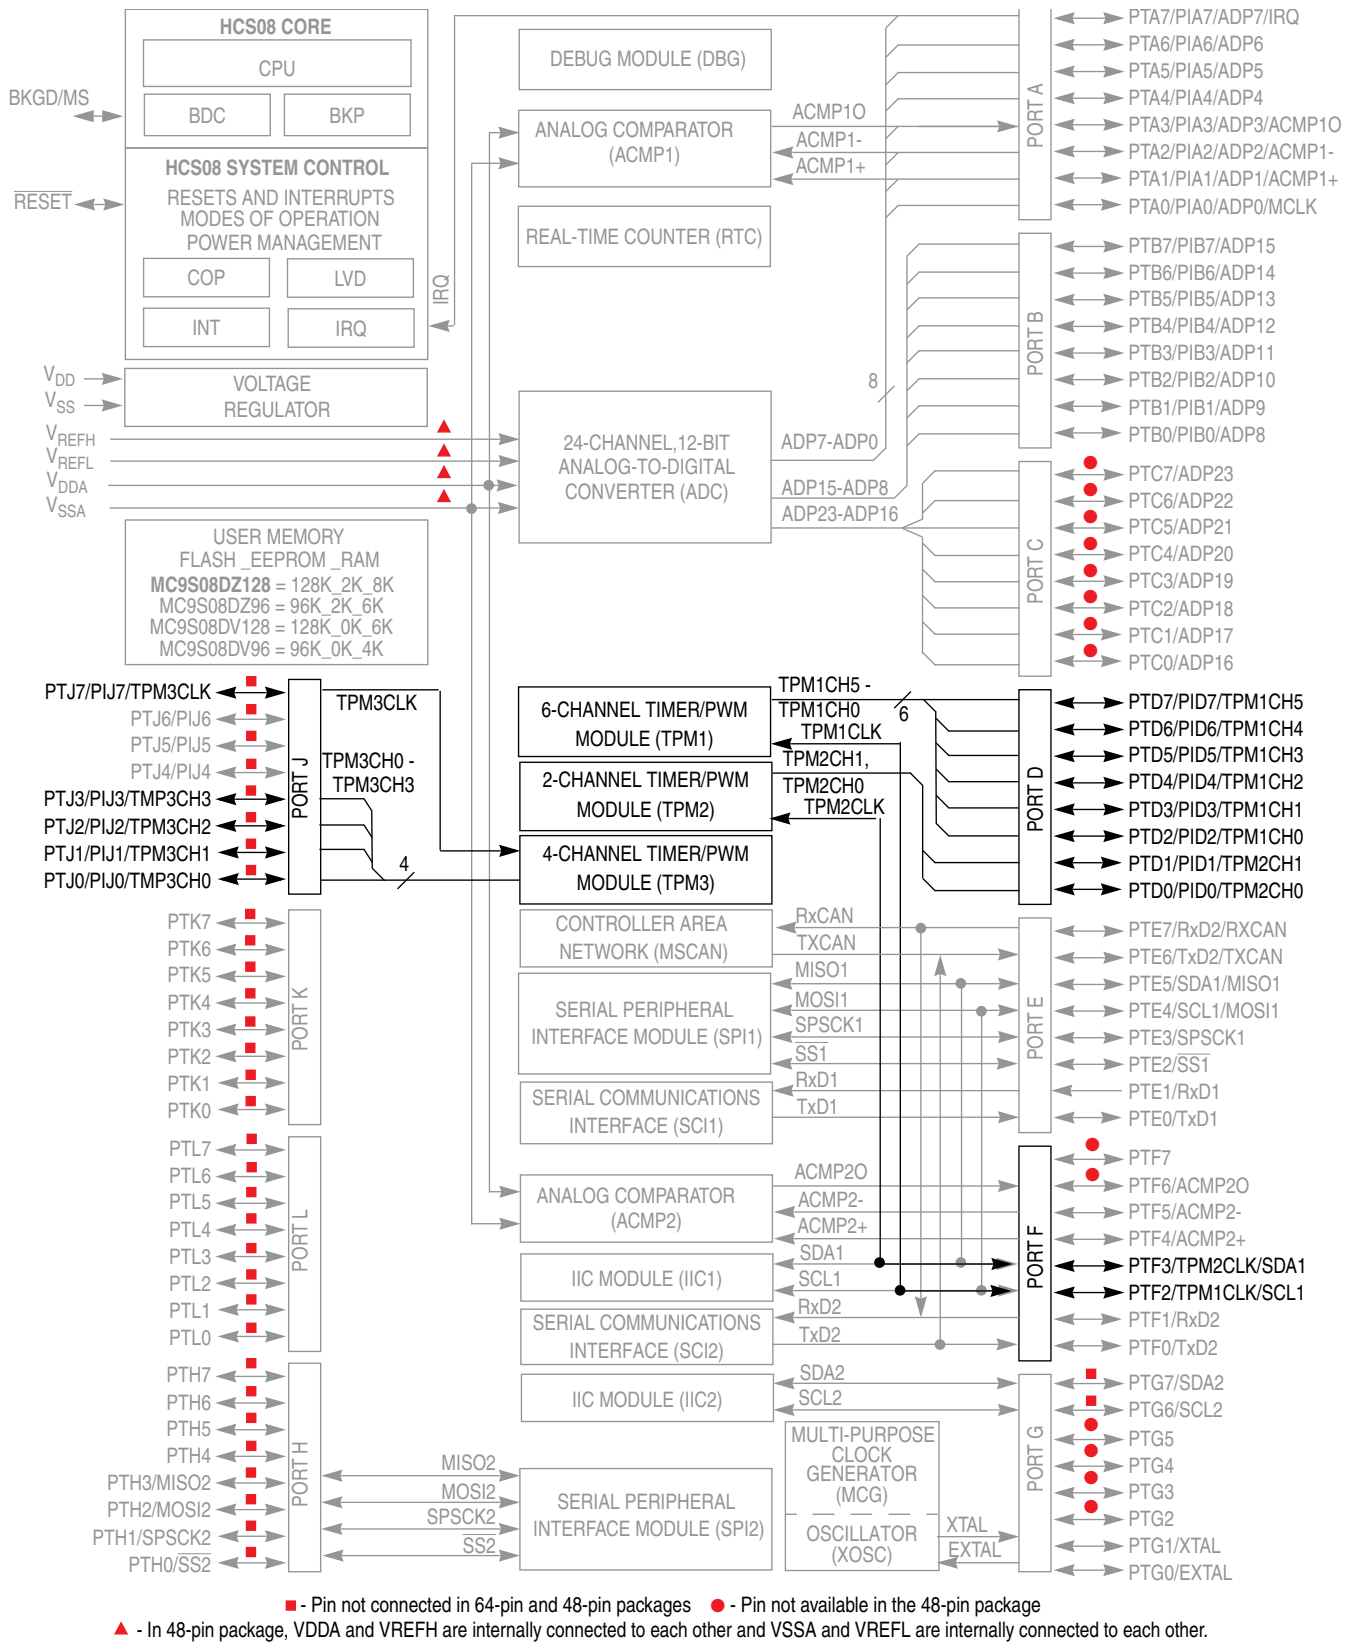 HCS08 CORE
CPU
BDC
BKP
BKGD/MS
HCS08 SYSTEM CONTROL
RESETS AND INTERRUPTS
MODES OF OPERATION
POWER MANAGEMENT
COP
LVD
INT
IRQ
RESET
IRQ
VDD
VSS
VOLTAGE
REGULATOR
VREFH
VREFL
VDDA
VSSA
USER MEMORY
FLASH _EEPROM _RAM
MC9S08DZ128 = 128K_2K_8K
MC9S08DZ96 = 96K_2K_6K
MC9S08DV128 = 128K_0K_6K
MC9S08DV96 = 96K_0K_4K
DEBUG MODULE (DBG)
ANALOG COMPARATOR
(ACMP1)
ACMP1O
ACMP1-
ACMP1+
REAL-TIME COUNTER (RTC)
24-CHANNEL,12-BIT
ANALOG-TO-DIGITAL
CONVERTER (ADC)
8
ADP7-ADP0
ADP15-ADP8
ADP23-ADP16
PORT A
PTA7/PIA7/ADP7/IRQ
PTA6/PIA6/ADP6
PTA5/PIA5/ADP5
PTA4/PIA4/ADP4
PTA3/PIA3/ADP3/ACMP1O
PTA2/PIA2/ADP2/ACMP1-
PTA1/PIA1/ADP1/ACMP1+
PTA0/PIA0/ADP0/MCLK
PORT B
PTB7/PIB7/ADP15
PTB6/PIB6/ADP14
PTB5/PIB5/ADP13
PTB4/PIB4/ADP12
PTB3/PIB3/ADP11
PTB2/PIB2/ADP10
PTB1/PIB1/ADP9
PTB0/PIB0/ADP8
PORT C
PTC7/ADP23
PTC6/ADP22
PTC5/ADP21
PTC4/ADP20
PTC3/ADP19
PTC2/ADP18
PTC1/ADP17
PTC0/ADP16
PTJ7/PIJ7/TPM3CLK
PTJ6/PIJ6
PTJ5/PIJ5
PTJ4/PIJ4
PTJ3/PIJ3/TMP3CH3
PTJ2/PIJ2/TPM3CH2
PTJ1/PIJ1/TPM3CH1
PTJ0/PIJ0/TMP3CH0
PORT J
TPM3CLK
TPM3CH0 -
TPM3CH3
4
6-CHANNEL TIMER/PWM
MODULE (TPM1)
2-CHANNEL TIMER/PWM
MODULE (TPM2)
4-CHANNEL TIMER/PWM
MODULE (TPM3)
TPM1CH5 -
TPM1CH0
6
TPM1CLK
TPM2CH1,
TPM2CH0
TPM2CLK
PORT D
PTD7/PID7/TPM1CH5
PTD6/PID6/TPM1CH4
PTD5/PID5/TPM1CH3
PTD4/PID4/TPM1CH2
PTD3/PID3/TPM1CH1
PTD2/PID2/TPM1CH0
PTD1/PID1/TPM2CH1
PTD0/PID0/TPM2CH0
PTK7
PTK6
PTK5
PTK4
PTK3
PTK2
PTK1
PTK0
PORT K
CONTROLLER AREA
NETWORK (MSCAN)
RxCAN
TXCAN
SERIAL PERIPHERAL
INTERFACE MODULE (SPI1)
MISO1
MOSI1
SPSCK1
SS1
SERIAL COMMUNICATIONS
INTERFACE (SCI1)
RxD1
TxD1
PORT E
PTE7/RxD2/RXCAN
PTE6/TxD2/TXCAN
PTE5/SDA1/MISO1
PTE4/SCL1/MOSI1
PTE3/SPSCK1
PTE2/SS1
PTE1/RxD1
PTE0/TxD1
PTL7
PTL6
PTL5
PTL4
PTL3
PTL2
PTL1
PTL0
PORT L
ANALOG COMPARATOR
(ACMP2)
ACMP2O
ACMP2-
ACMP2+
IIC MODULE (IIC1)
SDA1
SCL1
SERIAL COMMUNICATIONS
INTERFACE (SCI2)
RxD2
TxD2
PORT F
PTF7
PTF6/ACMP2O
PTF5/ACMP2-
PTF4/ACMP2+
PTF3/TPM2CLK/SDA1
PTF2/TPM1CLK/SCL1
PTF1/RxD2
PTF0/TxD2
PTH7
PTH6
PTH5
PTH4
PTH3/MISO2
PTH2/MOSI2
PTH1/SPSCK2
PTH0/SS2
PORT H
MISO2
MOSI2
SPSCK2
SS2
IIC MODULE (IIC2)
SDA2
SCL2
SERIAL PERIPHERAL
INTERFACE MODULE (SPI2)
MULTI-PURPOSE
CLOCK
GENERATOR
(MCG)
OSCILLATOR
(XOSC)
XTAL
EXTAL
PORT G
PTG7/SDA2
PTG6/SCL2
PTG5
PTG4
PTG3
PTG2
PTG1/XTAL
PTG0/EXTAL
- Pin not connected in 64-pin and 48-pin packages
- Pin not available in the 48-pin package
- In 48-pin package, VDDA and VREFH are internally connected to each other and VSSA and VREFL are internally connected to each other.